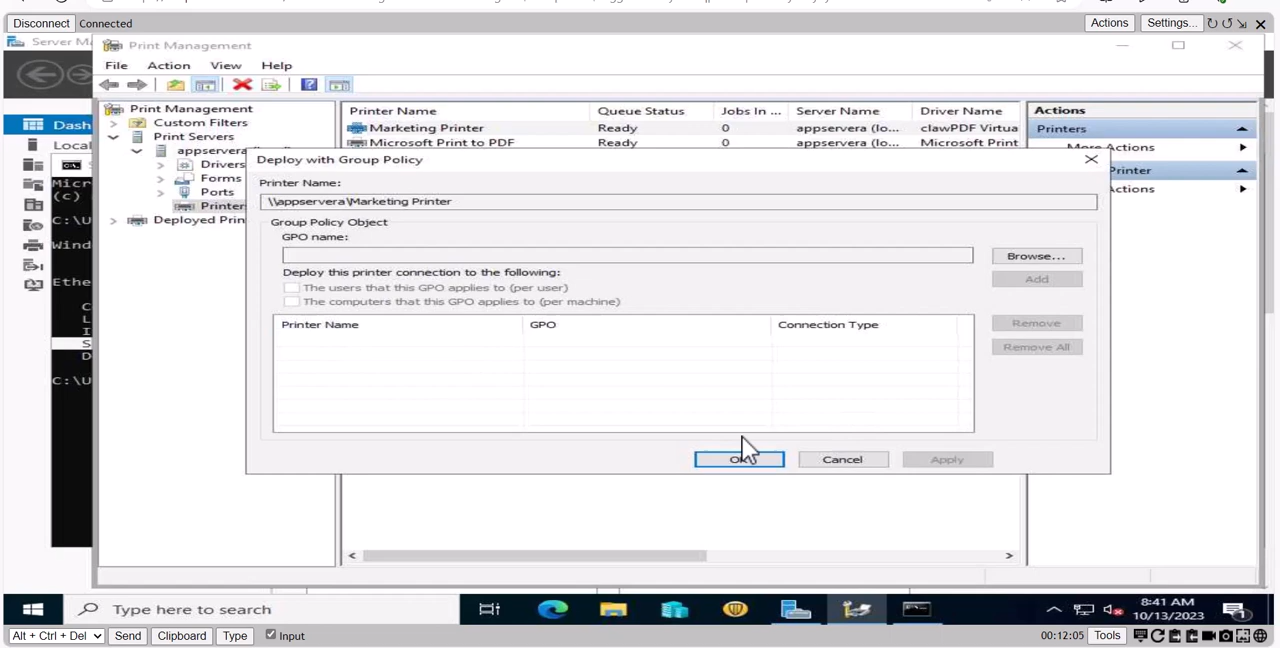 Disconnect Connected Actions Settings...
Server Ma
Print Management
File Action View Help
Print Management
Custom Filters
Print Servers
appservera
Drivers
Forms
Ports
Printer
Deployed Prin
Dash
Local
Micr
(c)
C:\U
Wind
Ethe
C
L
I
S
D
C:\U
Printer Name Queue Status Jobs In ... Server Name Driver Name
Marketing Printer Ready 0 appservera (lo... clawPDF Virtua
Microsoft Print to PDF Ready 0 appservera (lo... Microsoft Print
Actions
Printers
More Actions
Printer
Actions
Deploy with Group Policy
Printer Name:
\\appservera\Marketing Printer
Group Policy Object
GPO name:
Browse...
Deploy this printer connection to the following:
Add
The users that this GPO applies to (per user)
The computers that this GPO applies to (per machine)
Printer Name GPO Connection Type
Remove
Remove All
OK Cancel Apply
Type here to search
8:41 AM
10/13/2023
1
Alt + Ctrl + Del Send Clipboard Type Input 00:12:05 Tools